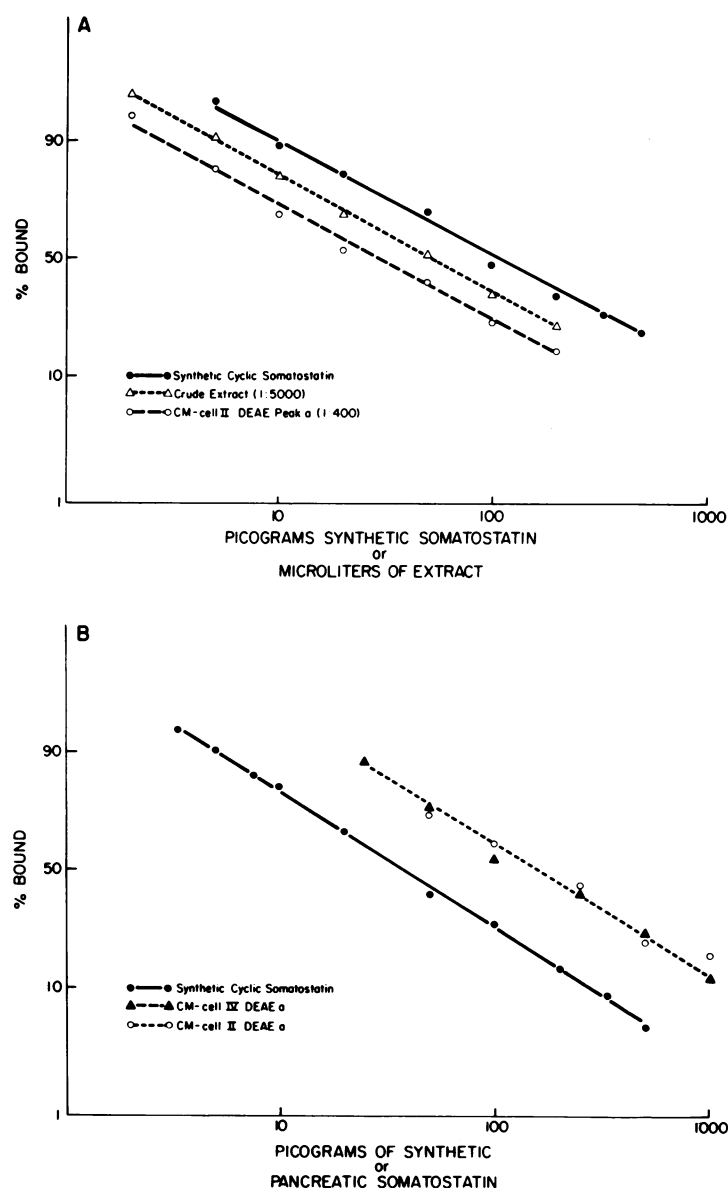 A
90
50
10
1
% BOUND
●—● Synthetic Cyclic Somatostatin
△---△ Crude Extract (1:5000)
○— —○ CM-cell II DEAE Peak a (1:400)
10 100 1000
PICOGRAMS SYNTHETIC SOMATOSTATIN
or
MICROLITERS OF EXTRACT
B
90
50
10
1
% BOUND
●—● Synthetic Cyclic Somatostatin
▲---▲ CM-cell IV DEAE a
○---○ CM-cell II DEAE a
10 100 1000
PICOGRAMS OF SYNTHETIC
or
PANCREATIC SOMATOSTATIN